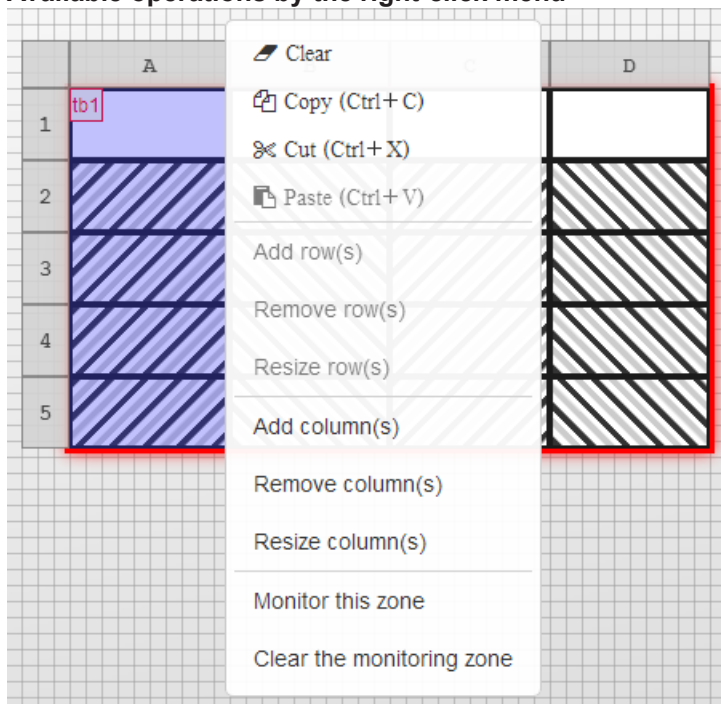 Available operations by the right-click menu
A C D
tb1
1
2
3
4
5
Clear
Copy (Ctrl+C)
Cut (Ctrl+X)
Paste (Ctrl+V)
Add row(s)
Remove row(s)
Resize row(s)
Add column(s)
Remove column(s)
Resize column(s)
Monitor this zone
Clear the monitoring zone